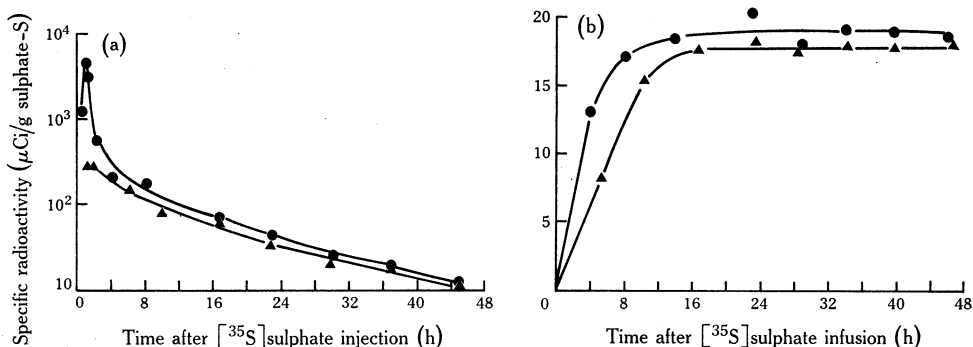 Specific radioactivity (μCi/g sulphate-S)
(a)
10⁴
10³
10²
10
0 8 16 24 32 40 48
Time after [³⁵S]sulphate injection (h)
(b)
20
15
10
5
0 8 16 24 32 40 48
Time after [³⁵S]sulphate infusion (h)